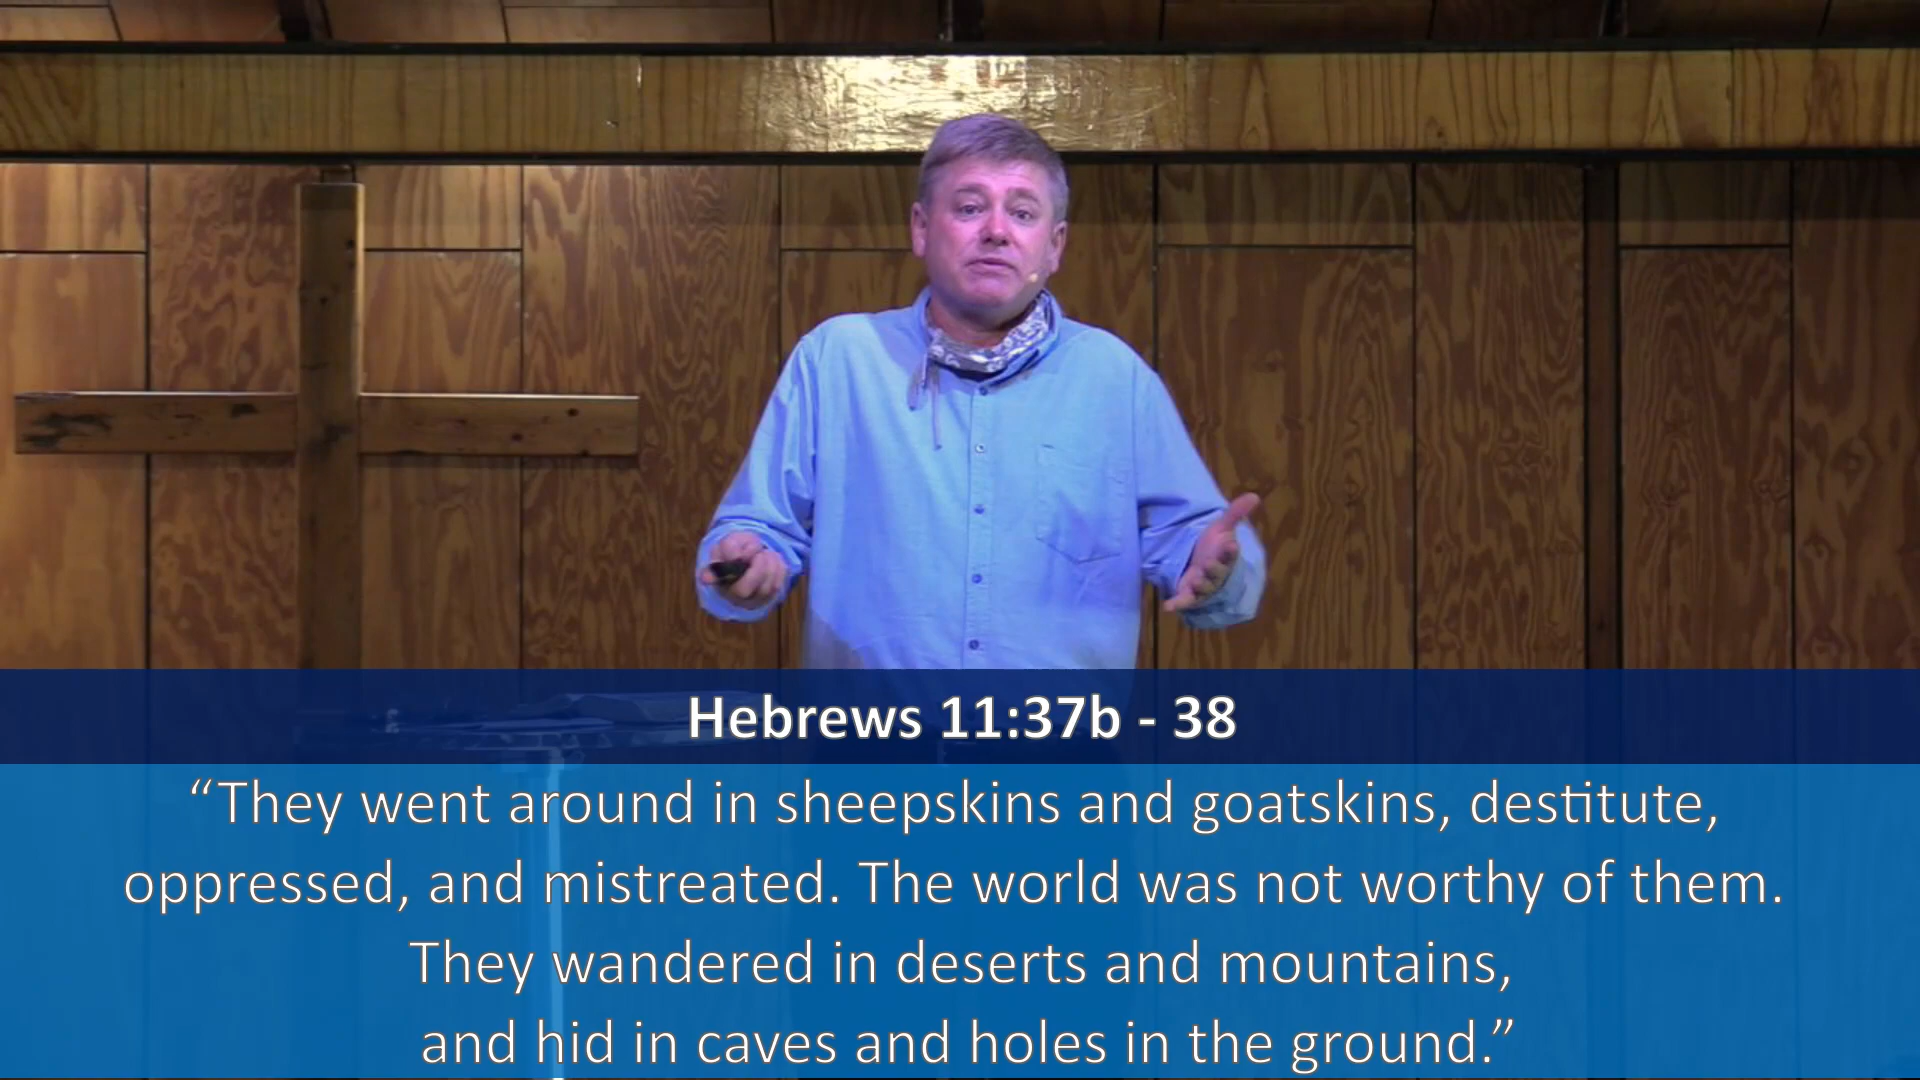 Hebrews 11:37b - 38
“They went around in sheepskins and goatskins, destitute,
oppressed, and mistreated. The world was not worthy of them.
They wandered in deserts and mountains,
and hid in caves and holes in the ground.”